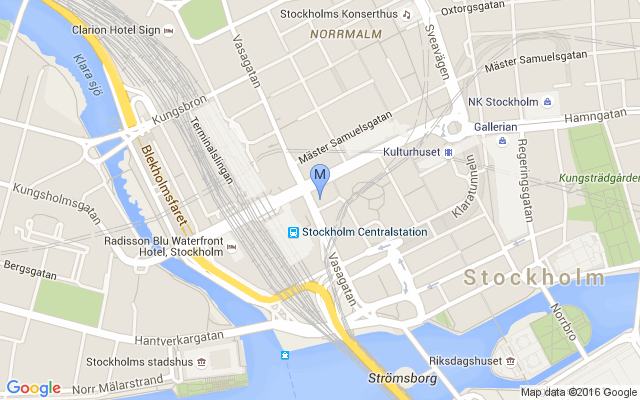 Clarion Hotel Sign
Stockholms Konserthus
Oxtorgsgatan
NORRMALM
Sveavägen
Klara sjö
Vasagatan
Mäster Samuelsgatan
Kungsbron
NK Stockholm
Terminalslingan
Mäster Samuelsgatan
Gallerian
Hamngatan
Kulturhuset
Blekholmsfaret
Regeringsgatan
M
Kungsträdgården
Kungsholmsgatan
Klaratunneln
Stockholm Centralstation
Radisson Blu Waterfront
Hotel, Stockholm
Bergsgatan
Vasagatan
Stockholm
Norrbro
Hantverkargatan
Stockholms stadshus
Riksdagshuset
Norr Mälarstrand
Strömsborg
Google
Map data ©2016 Google